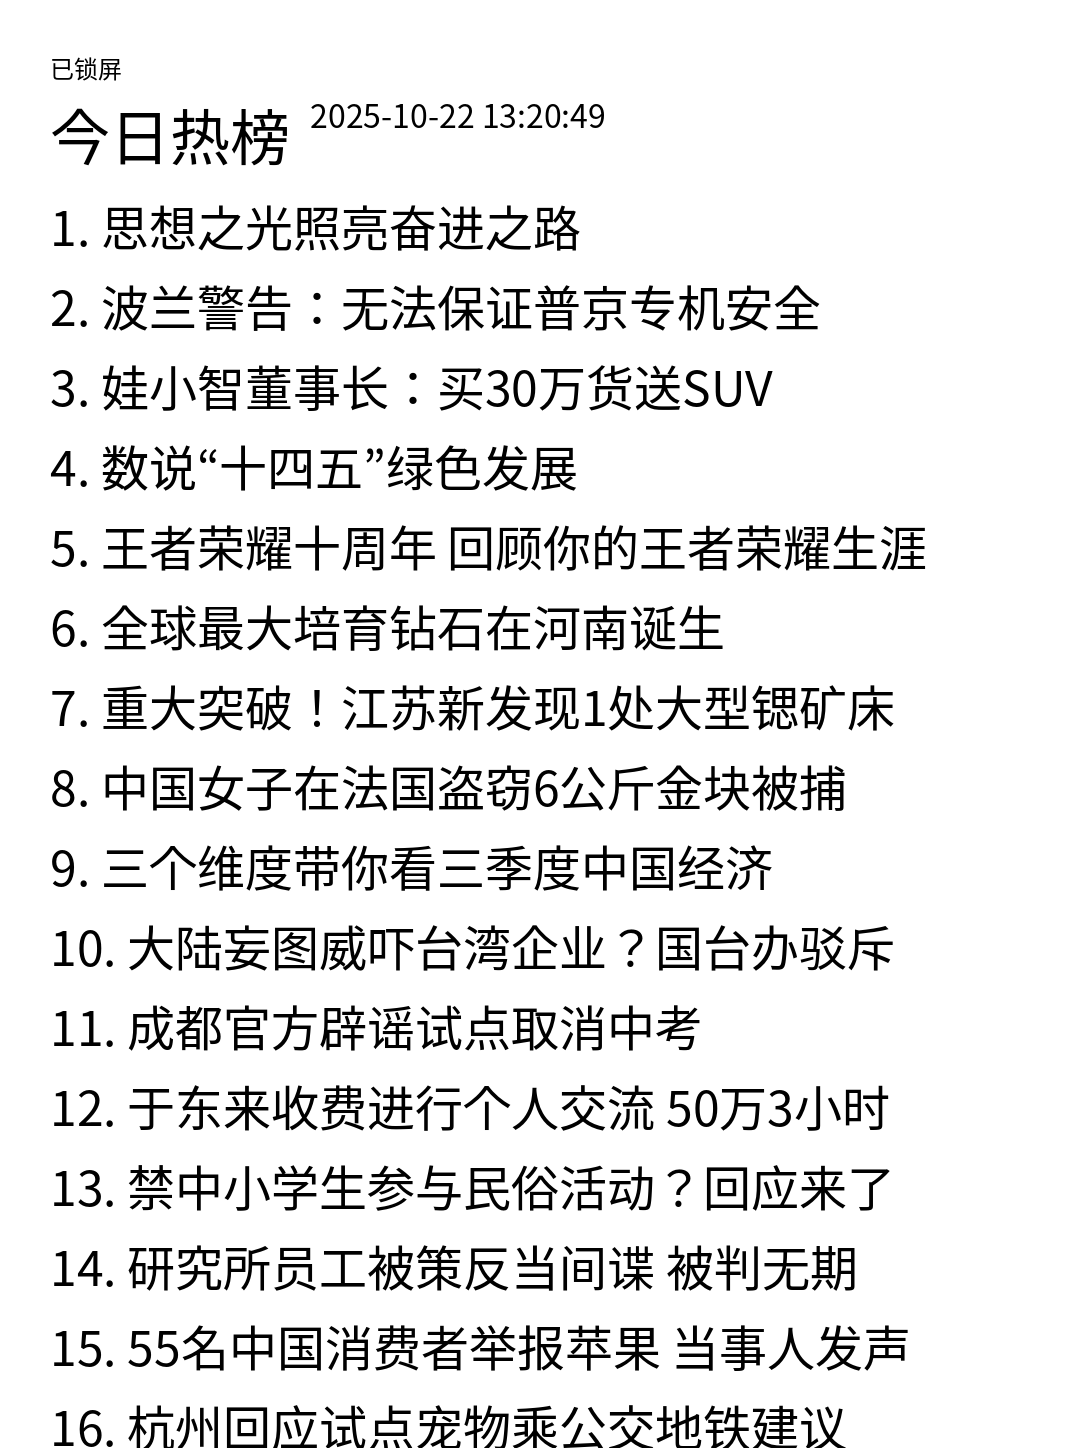 已锁屏
今日热榜 2025-10-22 13:20:49
1. 思想之光照亮奋进之路
2. 波兰警告：无法保证普京专机安全
3. 娃小智董事长：买30万货送SUV
4. 数说“十四五”绿色发展
5. 王者荣耀十周年 回顾你的王者荣耀生涯
6. 全球最大培育钻石在河南诞生
7. 重大突破！江苏新发现1处大型锶矿床
8. 中国女子在法国盗窃6公斤金块被捕
9. 三个维度带你看三季度中国经济
10. 大陆妄图威吓台湾企业？国台办驳斥
11. 成都官方辟谣试点取消中考
12. 于东来收费进行个人交流 50万3小时
13. 禁中小学生参与民俗活动？回应来了
14. 研究所员工被策反当间谍 被判无期
15. 55名中国消费者举报苹果 当事人发声
16. 杭州回应试点宠物乘公交地铁建议